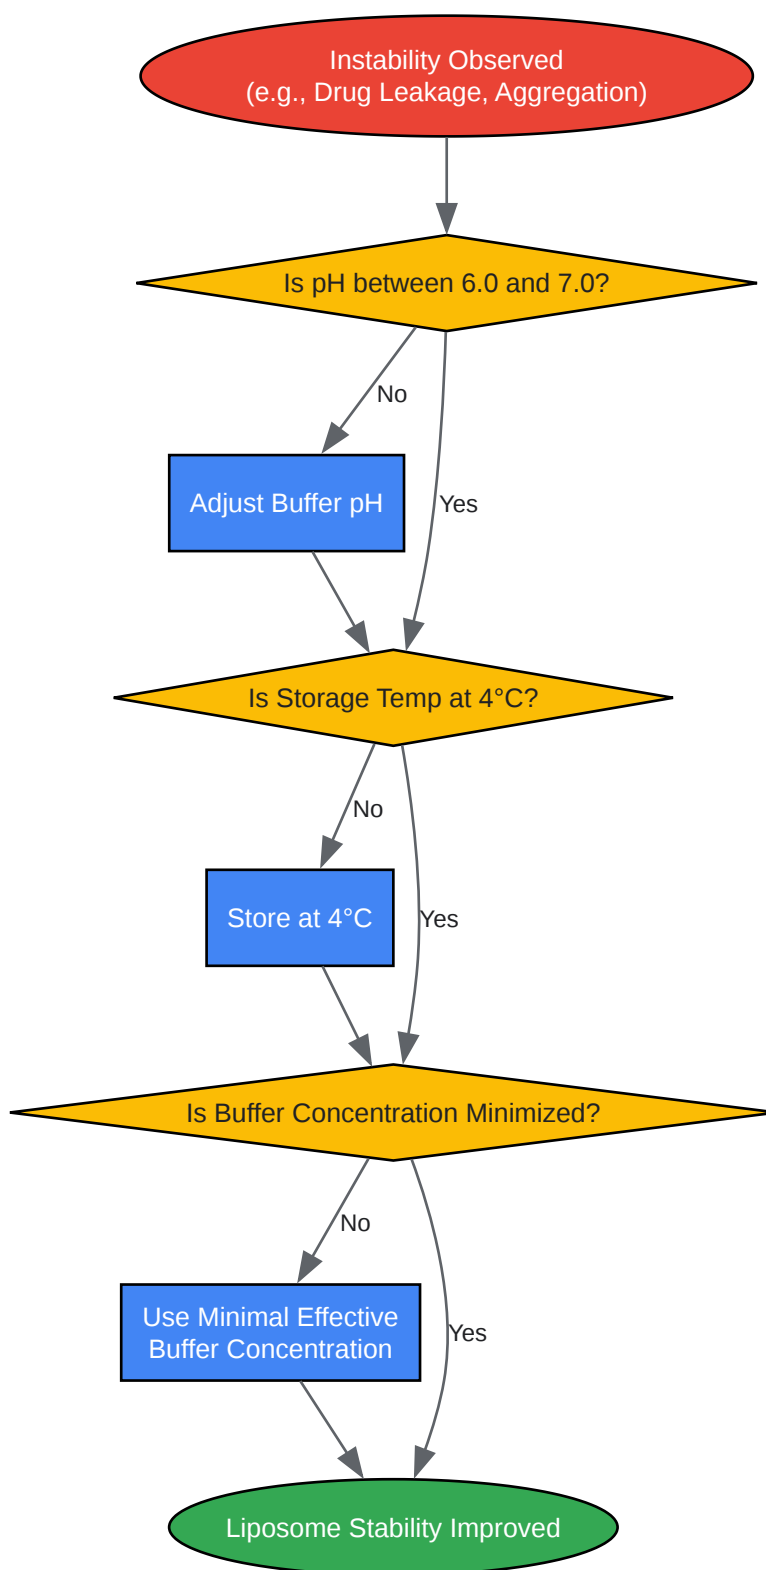 Instability Observed
(e.g., Drug Leakage, Aggregation)
Is pH between 6.0 and 7.0?
No
Adjust Buffer pH
Yes
Is Storage Temp at 4°C?
No
Store at 4°C
Yes
Is Buffer Concentration Minimized?
No
Use Minimal Effective
Buffer Concentration
Yes
Liposome Stability Improved